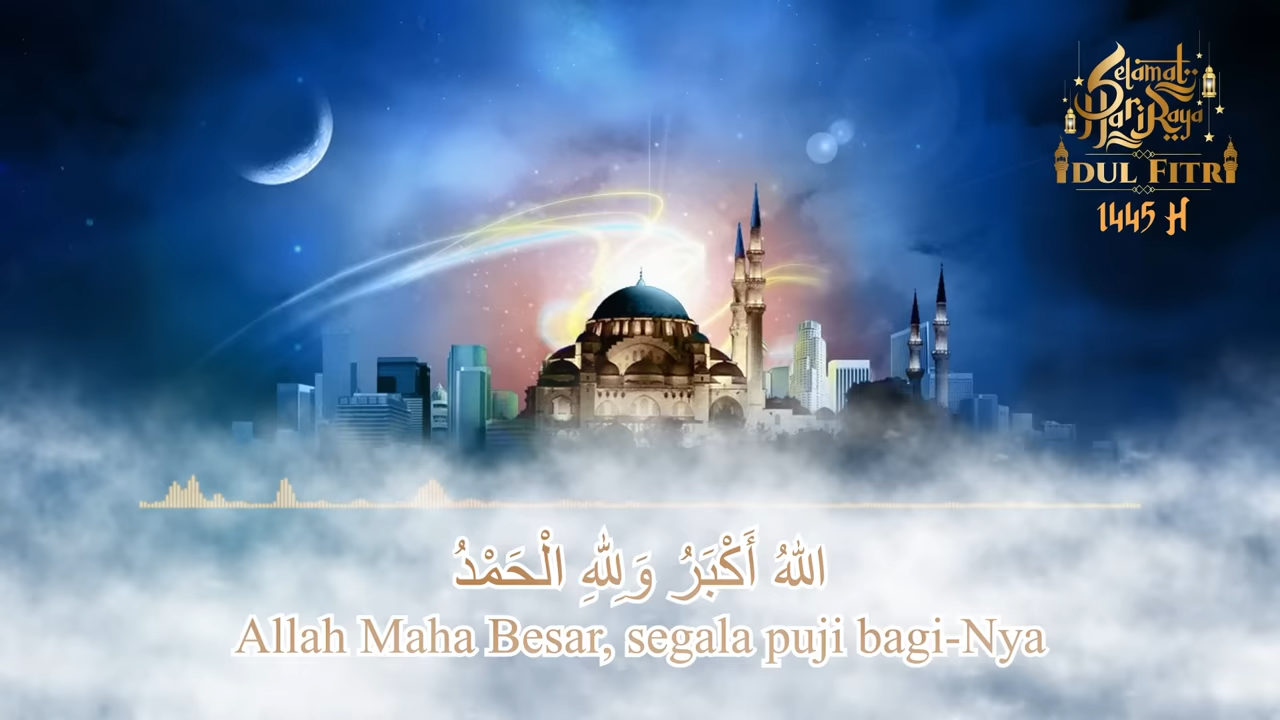 Selamat
Hari Raya
IDUL FITRI
1445 H
اللهُ أَكْبَرُ وَلِلّٰهِ الْحَمْدُ
Allah Maha Besar, segala puji bagi-Nya